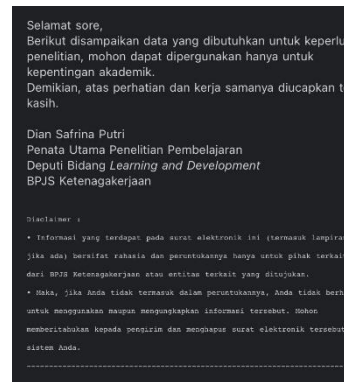 Selamat sore,
Berikut disampaikan data yang dibutuhkan untuk keperlu
penelitian, mohon dapat dipergunakan hanya untuk
kepentingan akademik.
Demikian, atas perhatian dan kerja samanya diucapkan t
kasih.
Dian Safrina Putri
Penata Utama Penelitian Pembelajaran
Deputi Bidang Learning and Development
BPJS Ketenagakerjaan
Disclaimer :
• Informasi yang terdapat pada surat elektronik ini (termasuk lampira
jika ada) bersifat rahasia dan peruntukannya hanya untuk pihak terkai
dari BPJS Ketenagakerjaan atau entitas terkait yang ditujukan.
• Maka, jika Anda tidak termasuk dalam peruntukannya, Anda tidak berh
untuk menggunakan maupun mengungkapkan informasi tersebut. Mohon
memberitahukan kepada pengirim dan menghapus surat elektronik tersebut
sistem Anda.